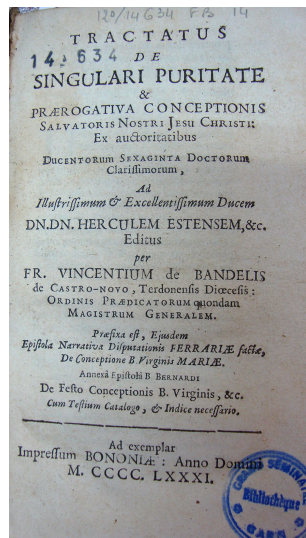 120/14634 FB 14
TRACTATUS
14.634 DE
SINGULARI PURITATE
&
PRÆROGATIVA CONCEPTIONIS
SALVATORIS NOSTRI JESU CHRISTI:
Ex auctoritatibus
DUCENTORUM SEXAGINTA DOCTORUM
Clarissimorum,
Ad
Illustrissimum & Excellentissimum Ducem
DN. DN. HERCULEM ESTENSEM, &c.
Editus
per
FR. VINCENTIUM de BANDELIS
de CASTRO-NOVO, Terdonensis Diœcesis:
ORDINIS PRÆDICATORUM quondam
MAGISTRUM GENERALEM.
Præfixa est, Ejusdem
Epistola Narrativa Disputationis FERRARIÆ factæ,
De Conceptione B. Virginis MARIÆ.
Annexâ Epistolâ B BERNARDI
De Festo Conceptionis B. Virginis, &c.
Cum Testium Catalogo, & Indice necessario.
Ad exemplar
Impressum BONONIÆ: Anno Domini
M. CCCC. LXXXI.
SEMINA
Bibliothèque
CAEN